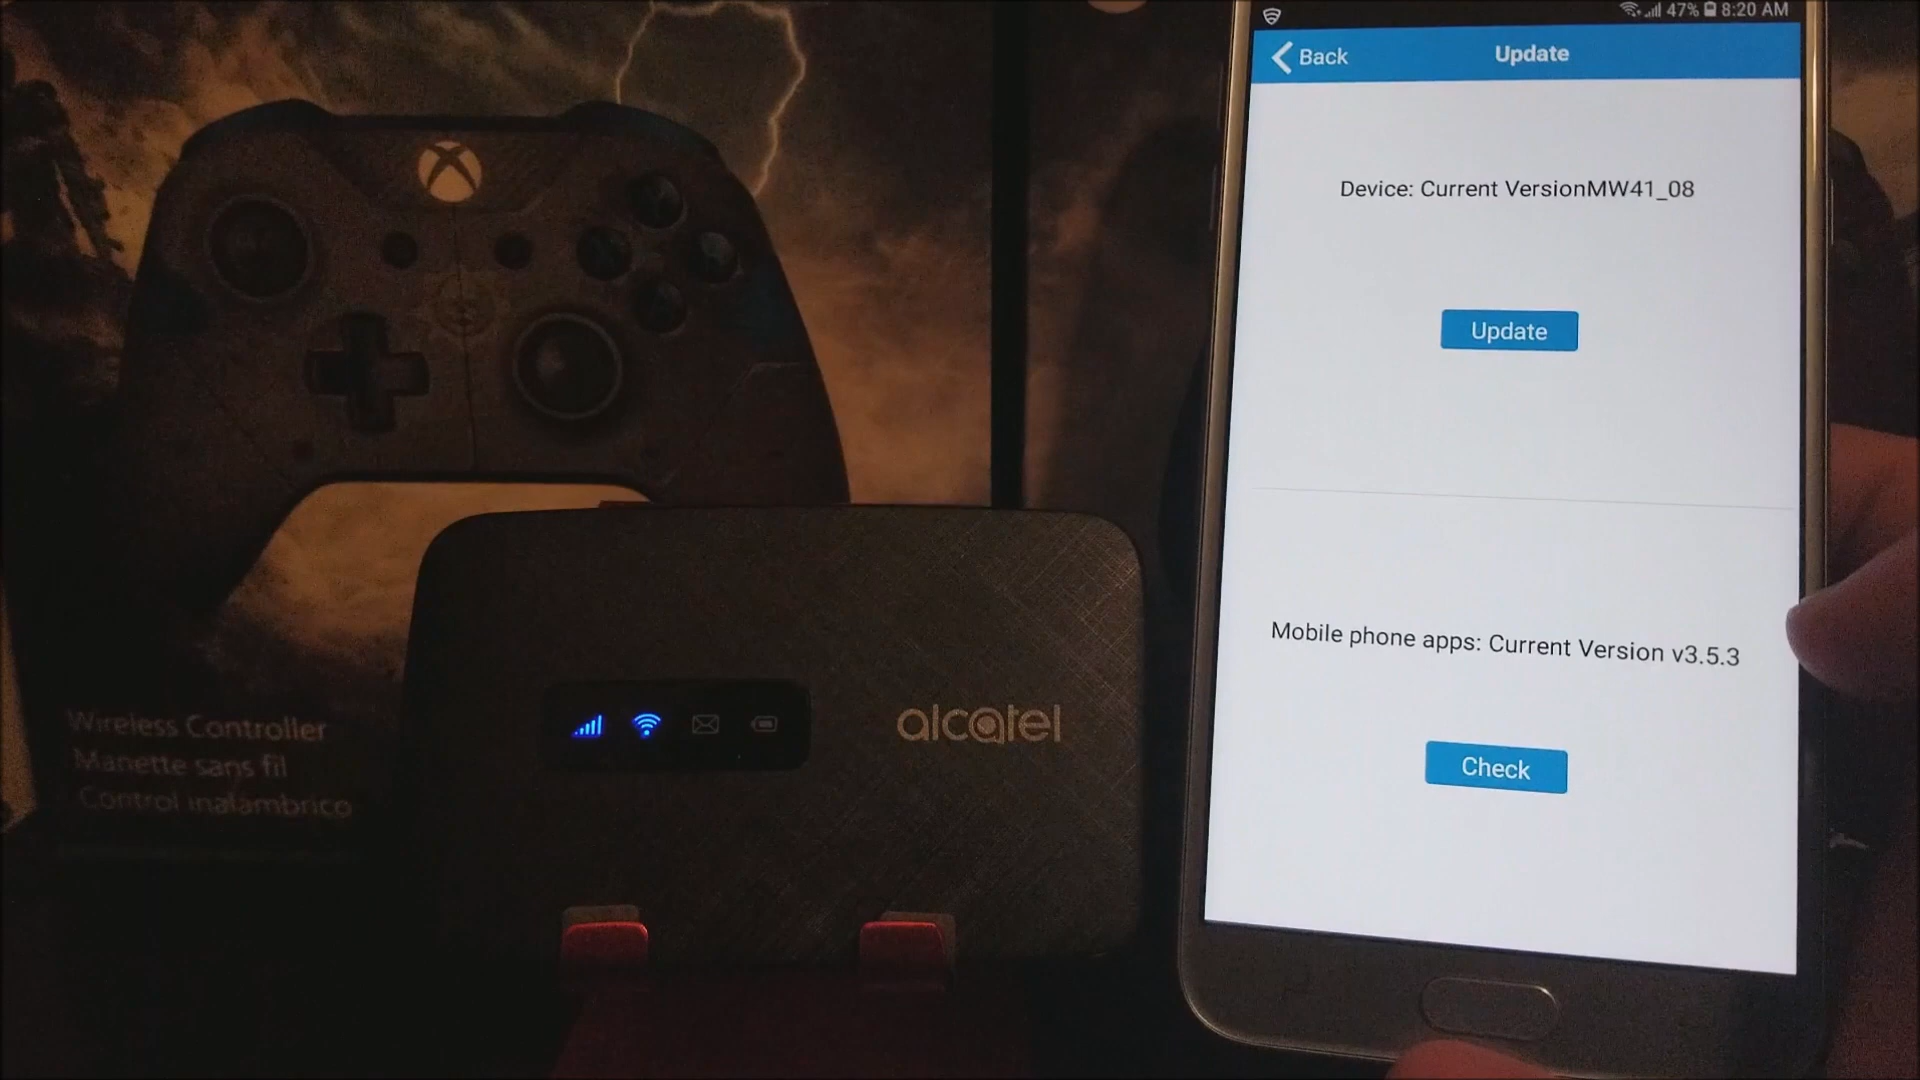 Wireless Controller
Manette sans fil
Control inalámbrico
alcatel
47% 8:20 AM
Back
Update
Device: Current VersionMW41_08
Update
Mobile phone apps: Current Version v3.5.3
Check